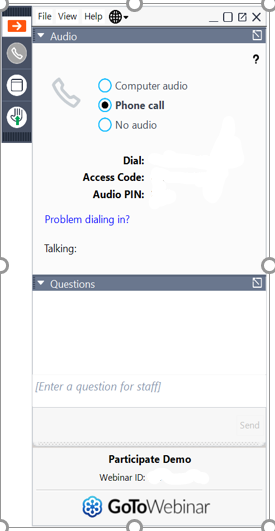 File View Help
Audio
?
Computer audio
Phone call
No audio
Dial:
Access Code:
Audio PIN:
Problem dialing in?
Talking:
Questions
[Enter a question for staff]
Send
Participate Demo
Webinar ID:
GoToWebinar